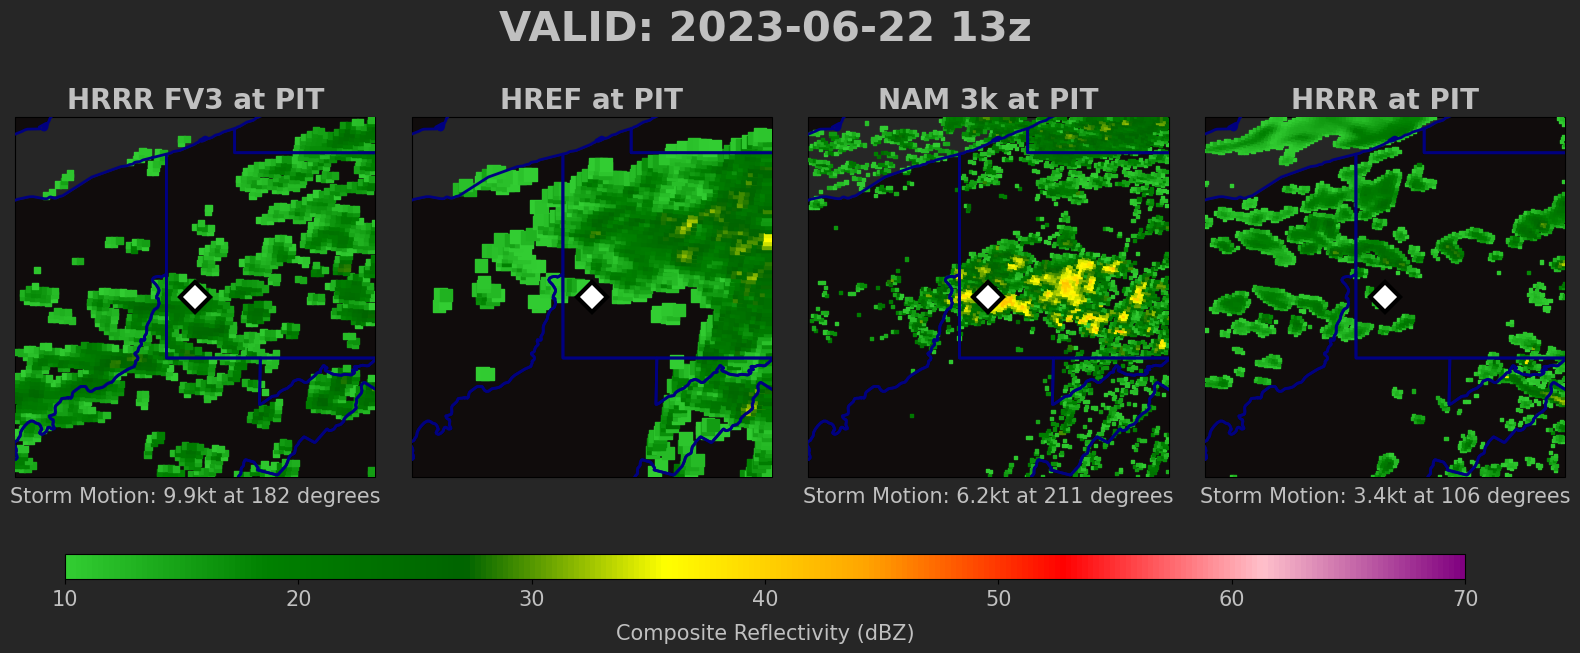 VALID: 2023-06-22 13z
HRRR FV3 at PIT
HREF at PIT
NAM 3k at PIT
HRRR at PIT
Storm Motion: 9.9kt at 182 degrees
Storm Motion: 6.2kt at 211 degrees
Storm Motion: 3.4kt at 106 degrees
10 20 30 40 50 60 70
Composite Reflectivity (dBZ)